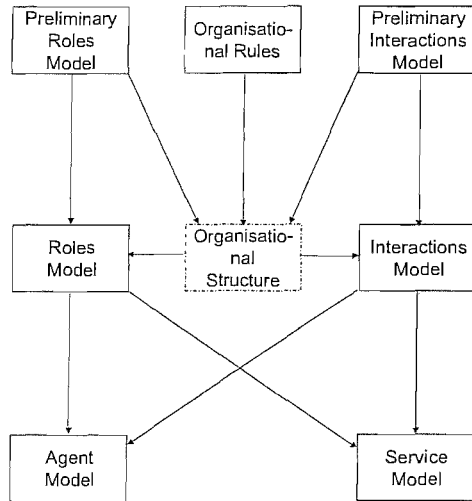 Preliminary
Roles
Model
Organisatio-
nal Rules
Preliminary
Interactions
Model
Roles
Model
Organisatio-
nal
Structure
Interactions
Model
Agent
Model
Service
Model